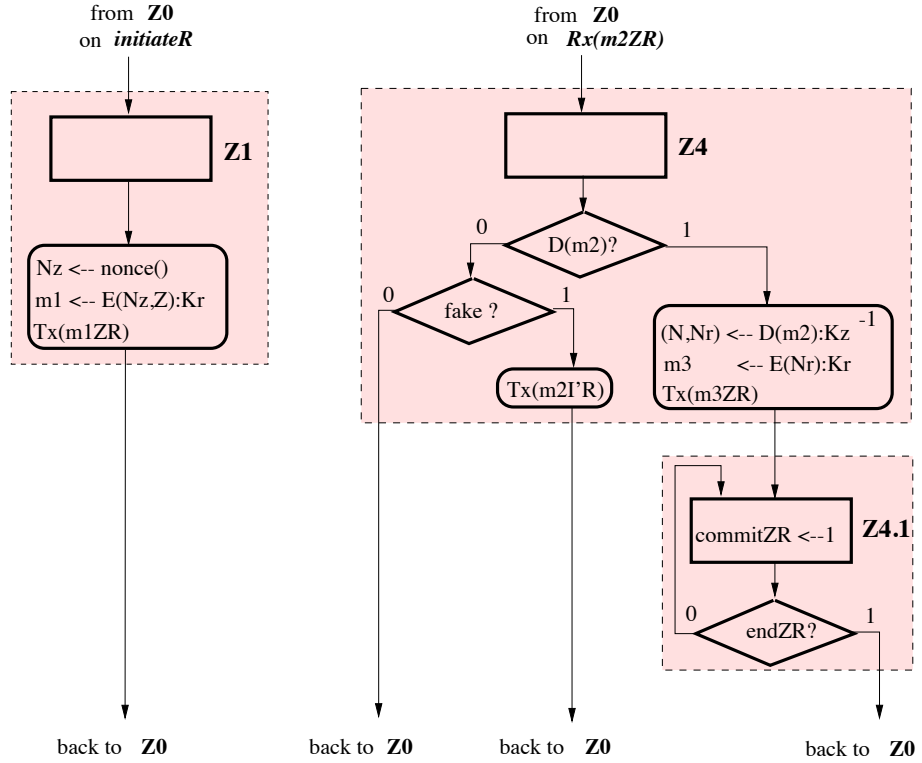 from Z0
on initiateR
Z1
Nz <-- nonce()
m1 <-- E(Nz,Z):Kr
Tx(m1ZR)
back to Z0
from Z0
on Rx(m2ZR)
Z4
D(m2)?
0
1
fake ?
0
1
Tx(m2I'R)
(N,Nr) <-- D(m2):Kz -1
m3 <-- E(Nr):Kr
Tx(m3ZR)
commitZR <--1
Z4.1
endZR?
0
1
back to Z0
back to Z0
back to Z0